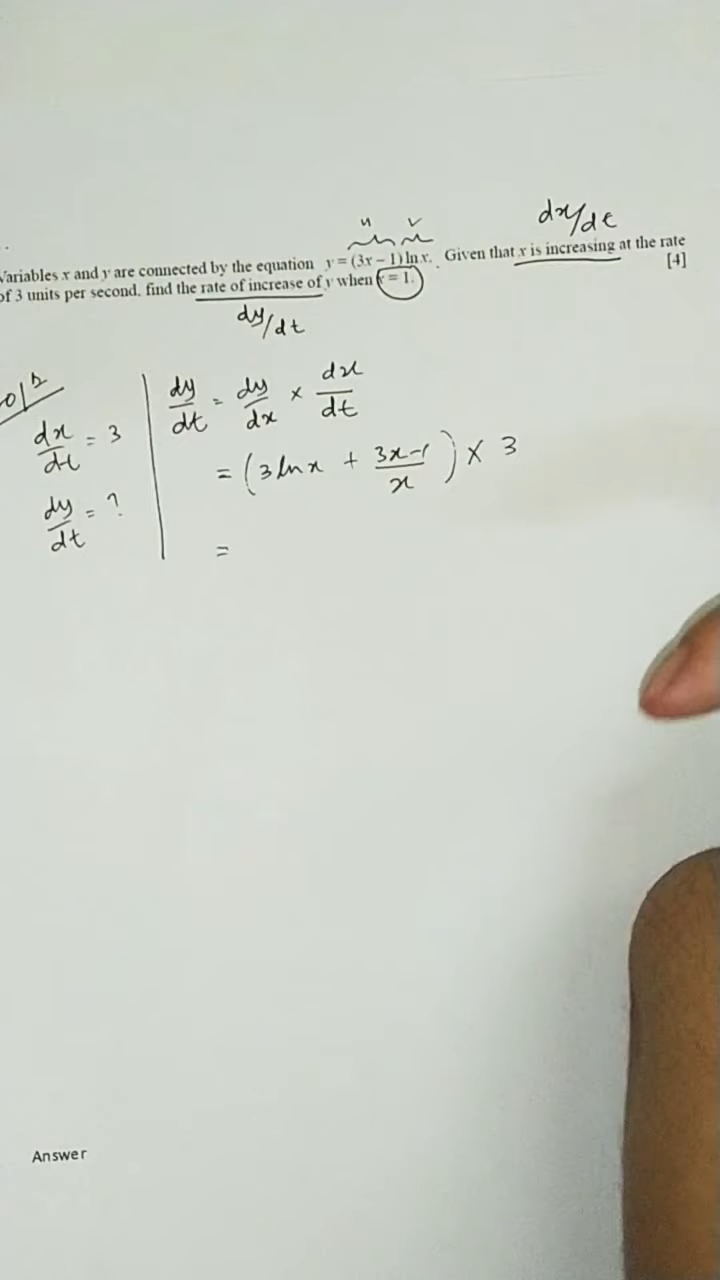 u v
dx/dt
Variables x and y are connected by the equation y = (3x − 1) ln x. Given that x is increasing at the rate
of 3 units per second, find the rate of increase of y when x = 1. [4]
dy/dt
dx/dt = 3
dy/dt = ?
dy/dt = dy/dx × dx/dt
= (3 ln x + (3x-1)/x) × 3
=
Answer